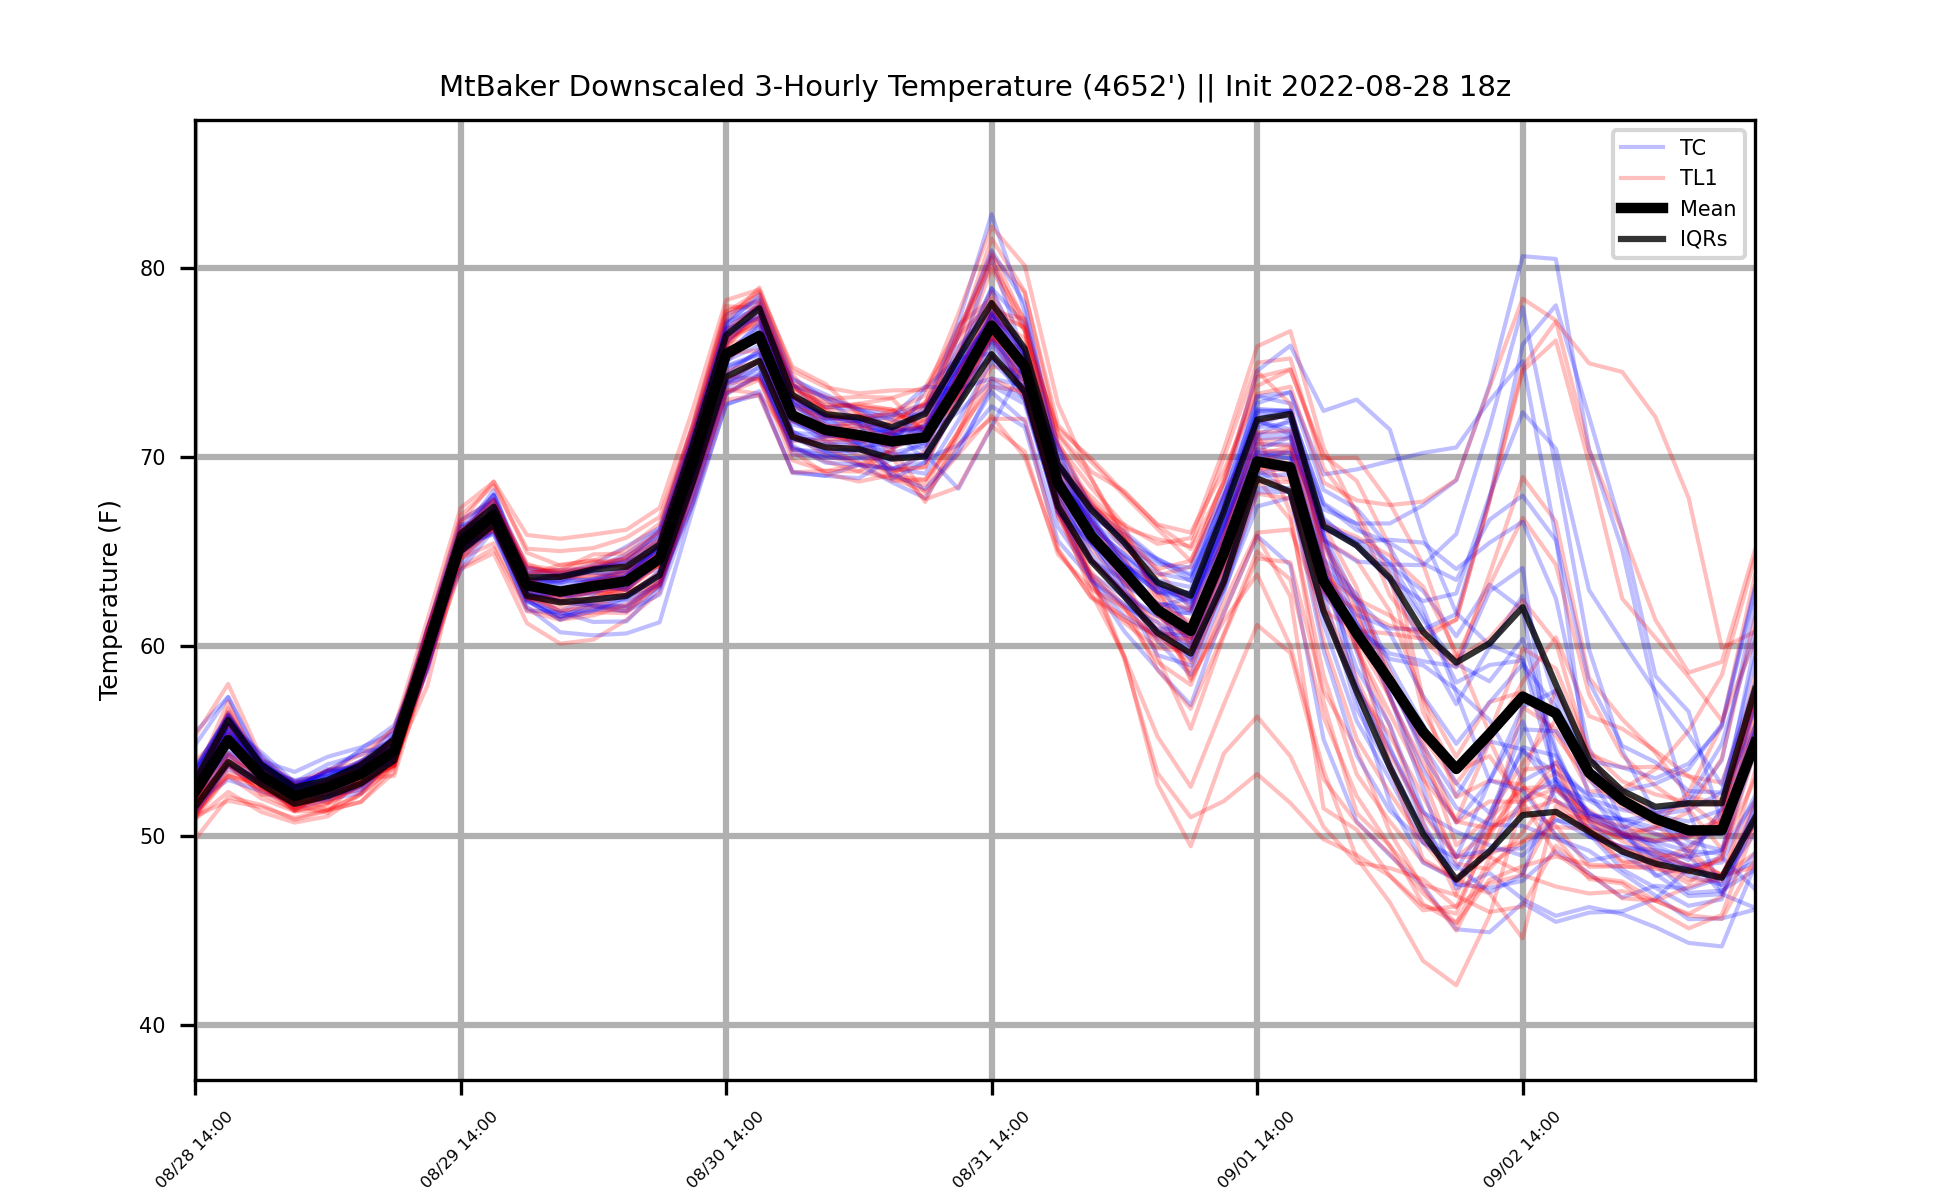 MtBaker Downscaled 3-Hourly Temperature (4652') || Init 2022-08-28 18z
TC
TL1
Mean
IQRs
Temperature (F)
80
70
60
50
40
08/28 14:00
08/29 14:00
08/30 14:00
08/31 14:00
09/01 14:00
09/02 14:00